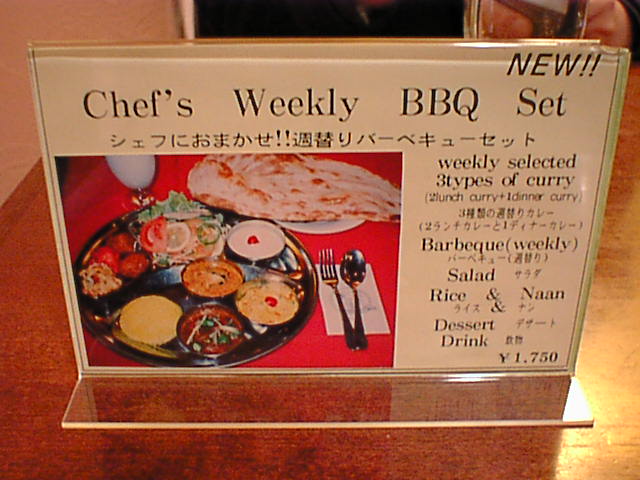 NEW!!
Chef's Weekly BBQ Set
シェフにおまかせ!!週替りバーベキューセット
weekly selected
3types of curry
(2lunch curry+1dinner curry)
3種類の週替りカレー
(2ランチカレーと1ディナーカレー)
Barbeque(weekly)
バーベキュー(週替り)
Salad サラダ
Rice & Naan
ライス & ナン
Dessert デザート
Drink 飲物
¥1,750